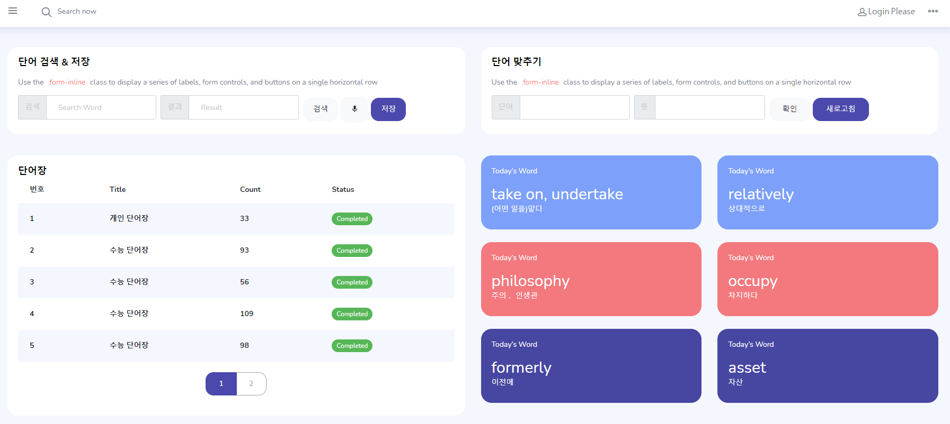 Search now
Login Please
단어 검색 & 저장
Use the form-inline class to display a series of labels, form controls, and buttons on a single horizontal row
검색 Search Word 결과 Result 검색 저장
단어 맞추기
Use the form-inline class to display a series of labels, form controls, and buttons on a single horizontal row
단어 뜻 확인 새로고침
단어장
번호 Title Count Status
1 개인 단어장 33 Completed
2 수능 단어장 93 Completed
3 수능 단어장 56 Completed
4 수능 단어장 109 Completed
5 수능 단어장 98 Completed
1 2
Today's Word
take on, undertake
(어떤 일을)맡다
Today's Word
relatively
상대적으로
Today's Word
philosophy
주의 , 인생관
Today's Word
occupy
차지하다
Today's Word
formerly
이전에
Today's Word
asset
자산